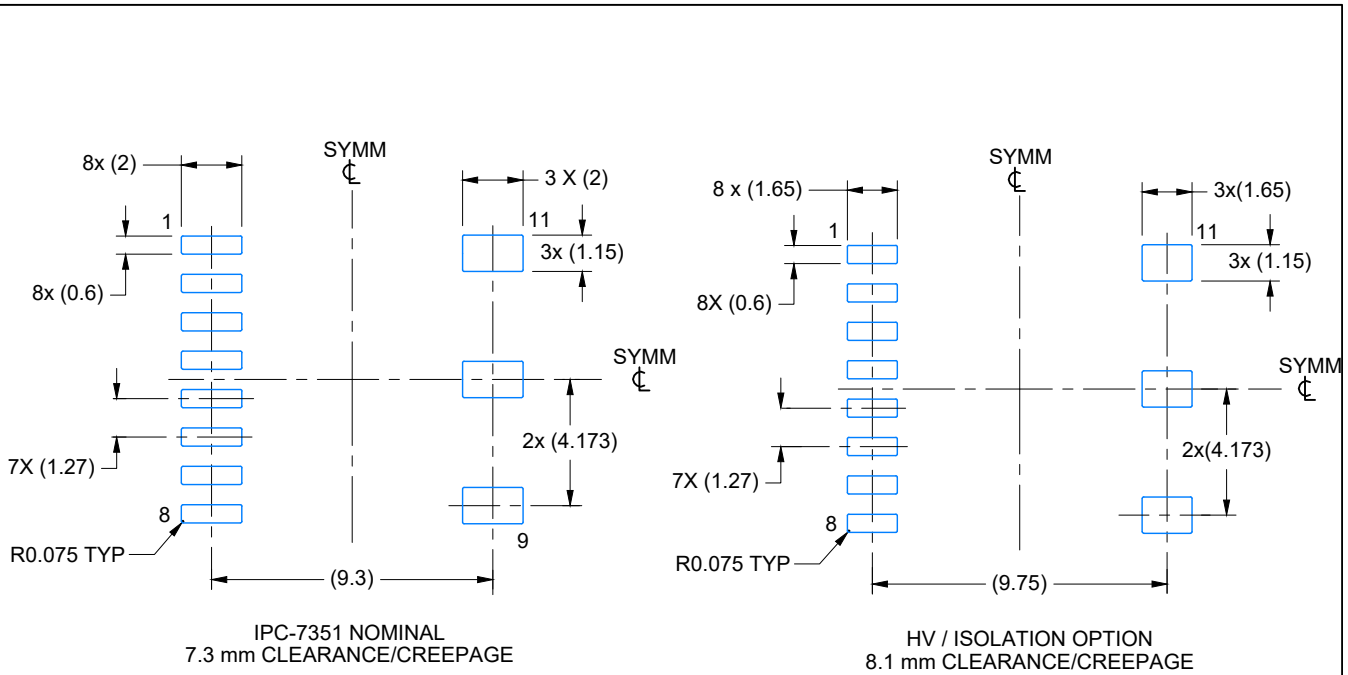 SYMM
℄
8x (2)
3 X (2)
1
11
3x (1.15)
8x (0.6)
SYMM
℄
2x (4.173)
7X (1.27)
8
9
R0.075 TYP
(9.3)
IPC-7351 NOMINAL
7.3 mm CLEARANCE/CREEPAGE
SYMM
℄
8 x (1.65)
3x(1.65)
1
11
3x (1.15)
8X (0.6)
SYMM
℄
2x(4.173)
7X (1.27)
8
R0.075 TYP
(9.75)
HV / ISOLATION OPTION
8.1 mm CLEARANCE/CREEPAGE